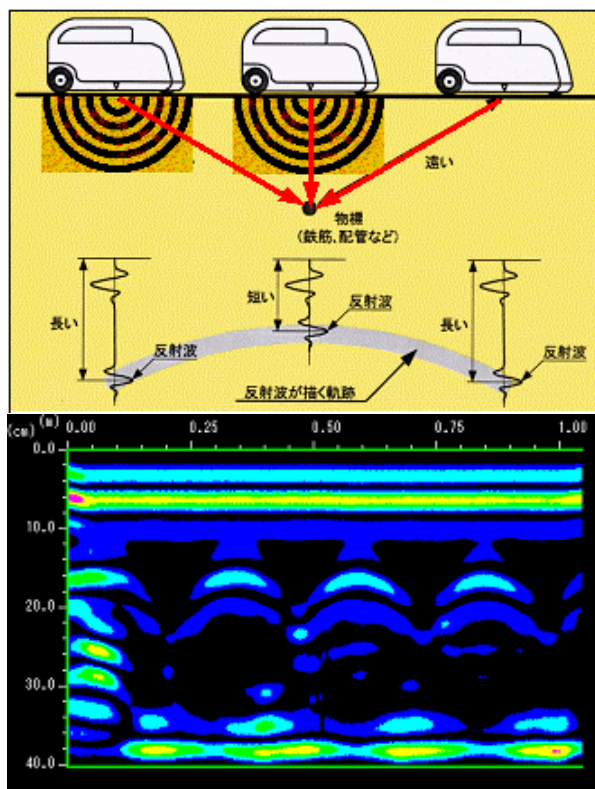 遠い
物標
(鉄筋、配管など)
長い
短い
長い
反射波
反射波
反射波
反射波が描く軌跡
(cm) (m) 0.00 0.25 0.50 0.75 1.00
0.0
10.0
20.0
30.0
40.0